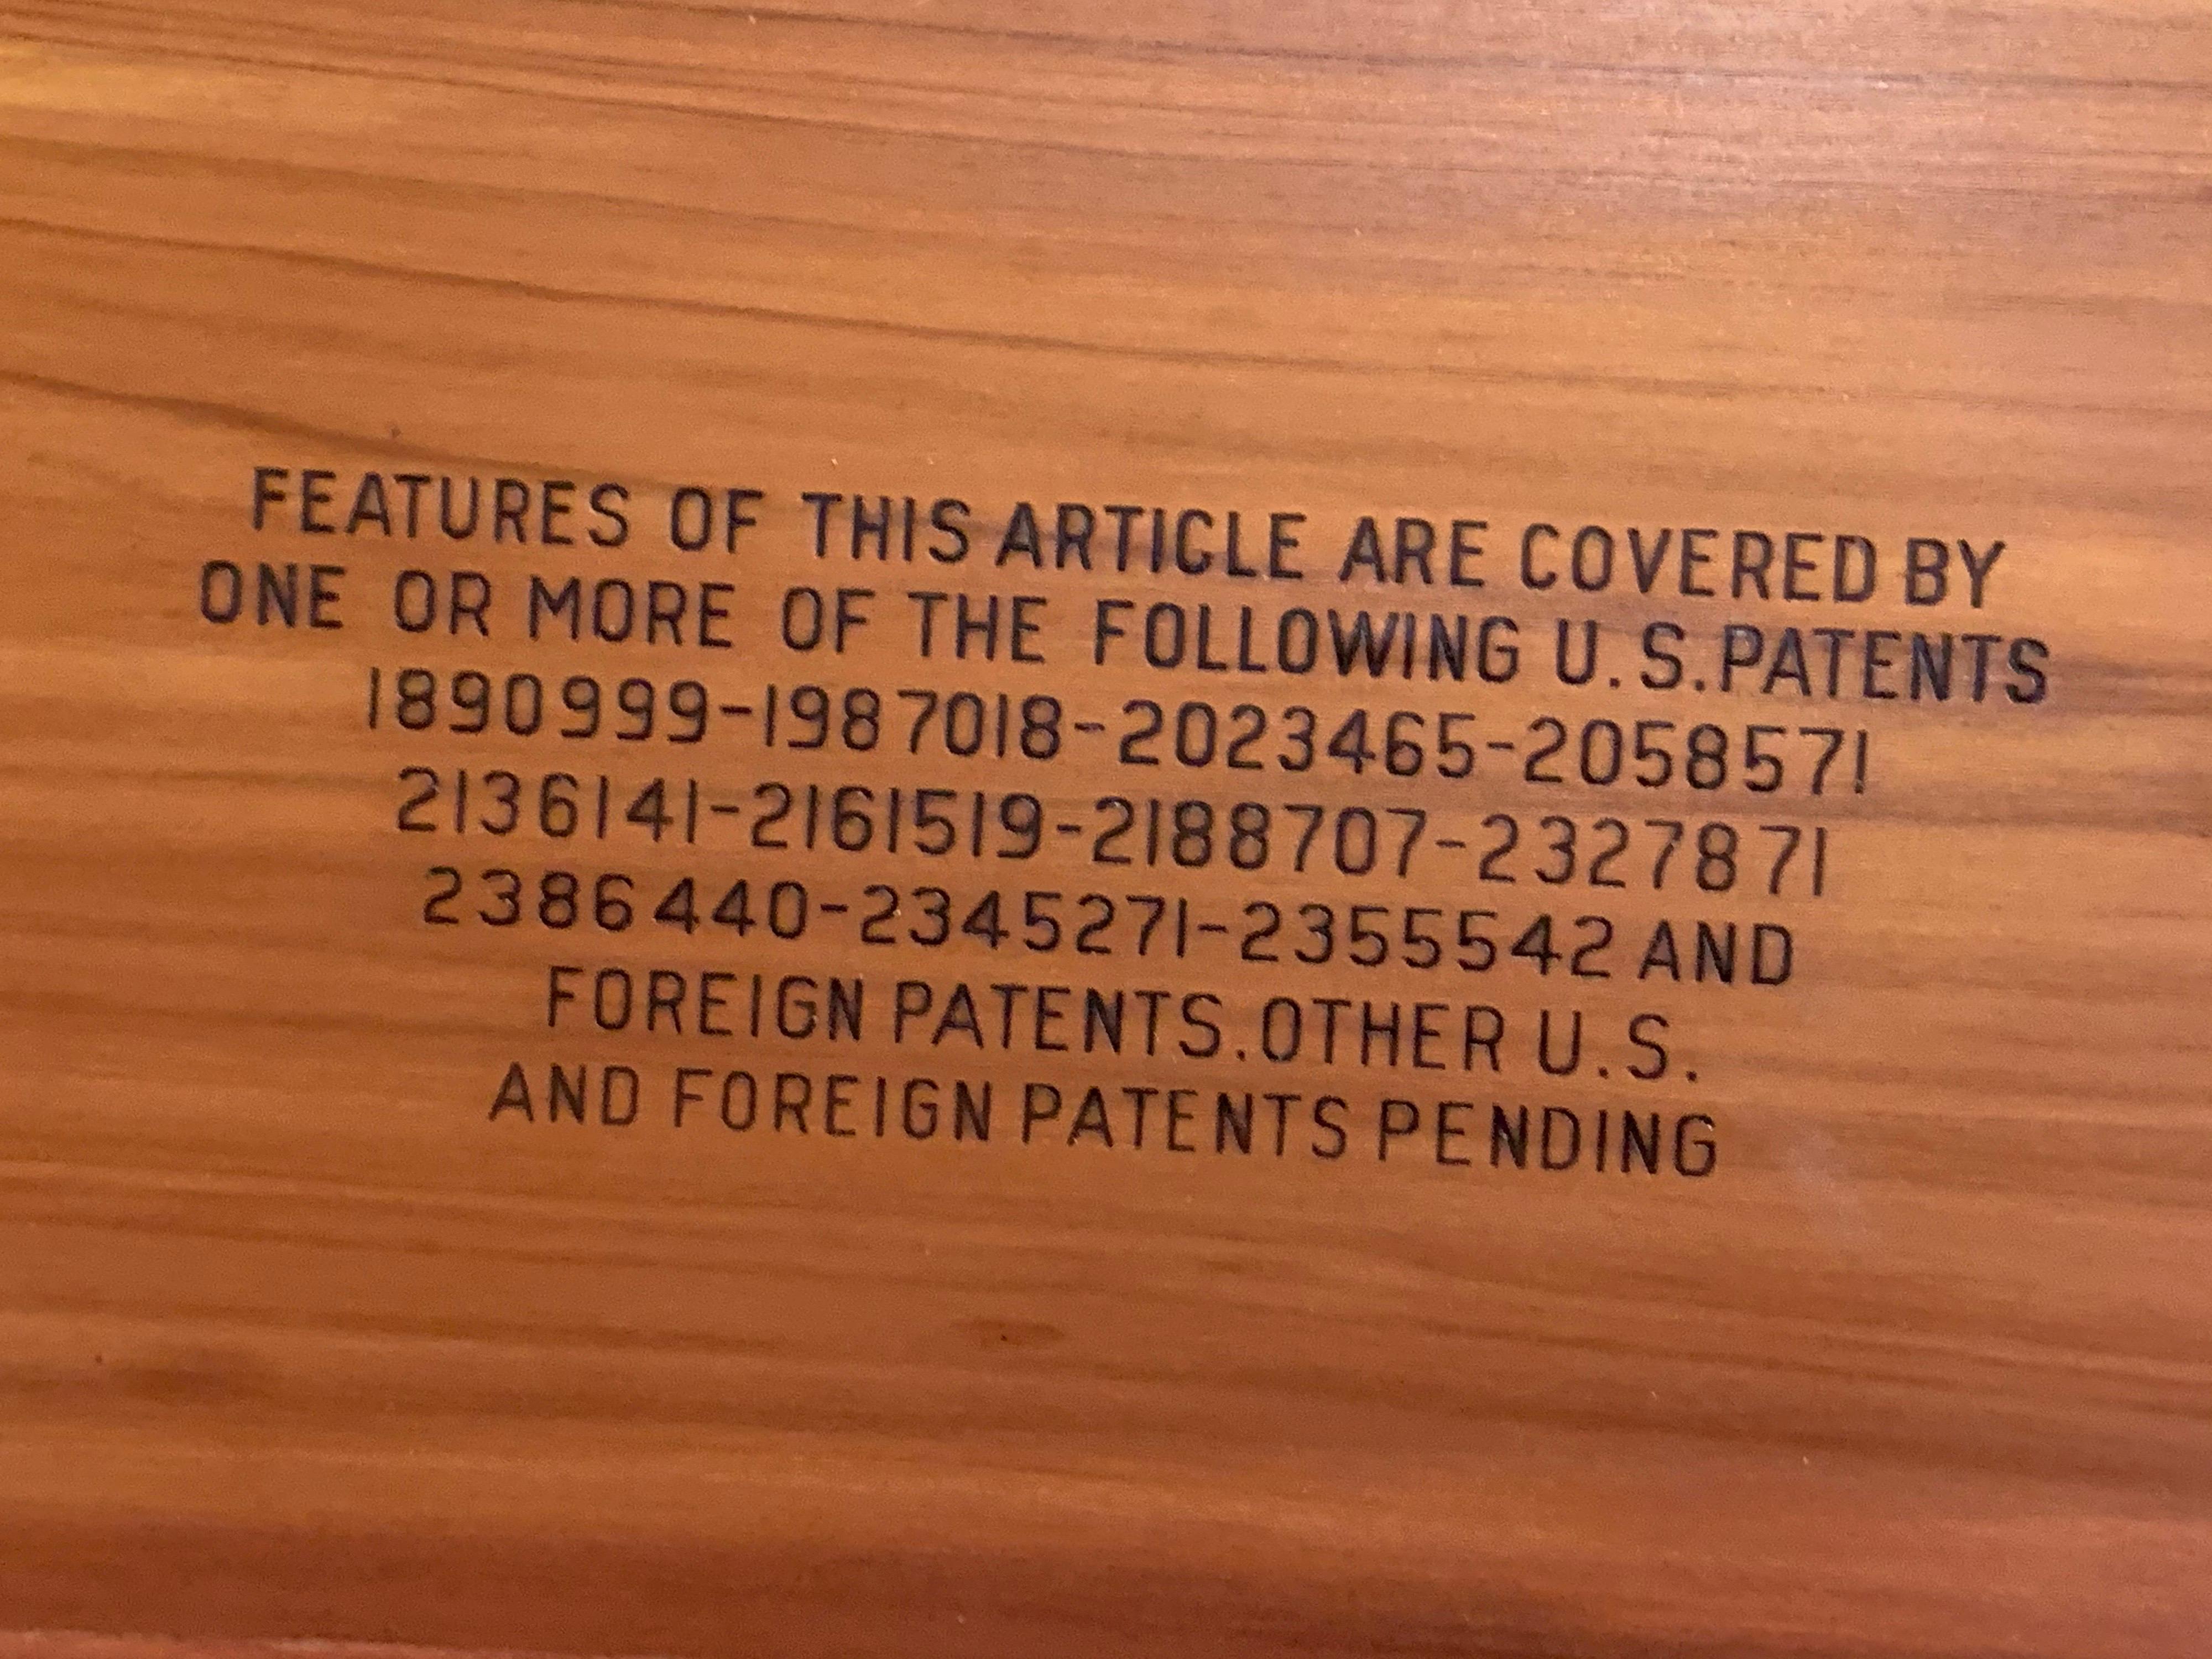 FEATURES OF THIS ARTICLE ARE COVERED BY
ONE OR MORE OF THE FOLLOWING U.S.PATENTS
1890999-1987018-2023465-2058571
2136141-2161519-2188707-2327871
2386440-2345271-2355542 AND
FOREIGN PATENTS.OTHER U.S.
AND FOREIGN PATENTS PENDING